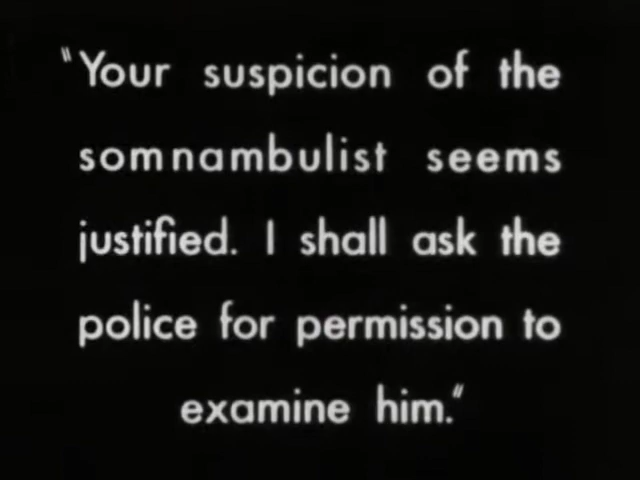 "Your suspicion of the
somnambulist seems
justified. I shall ask the
police for permission to
examine him."